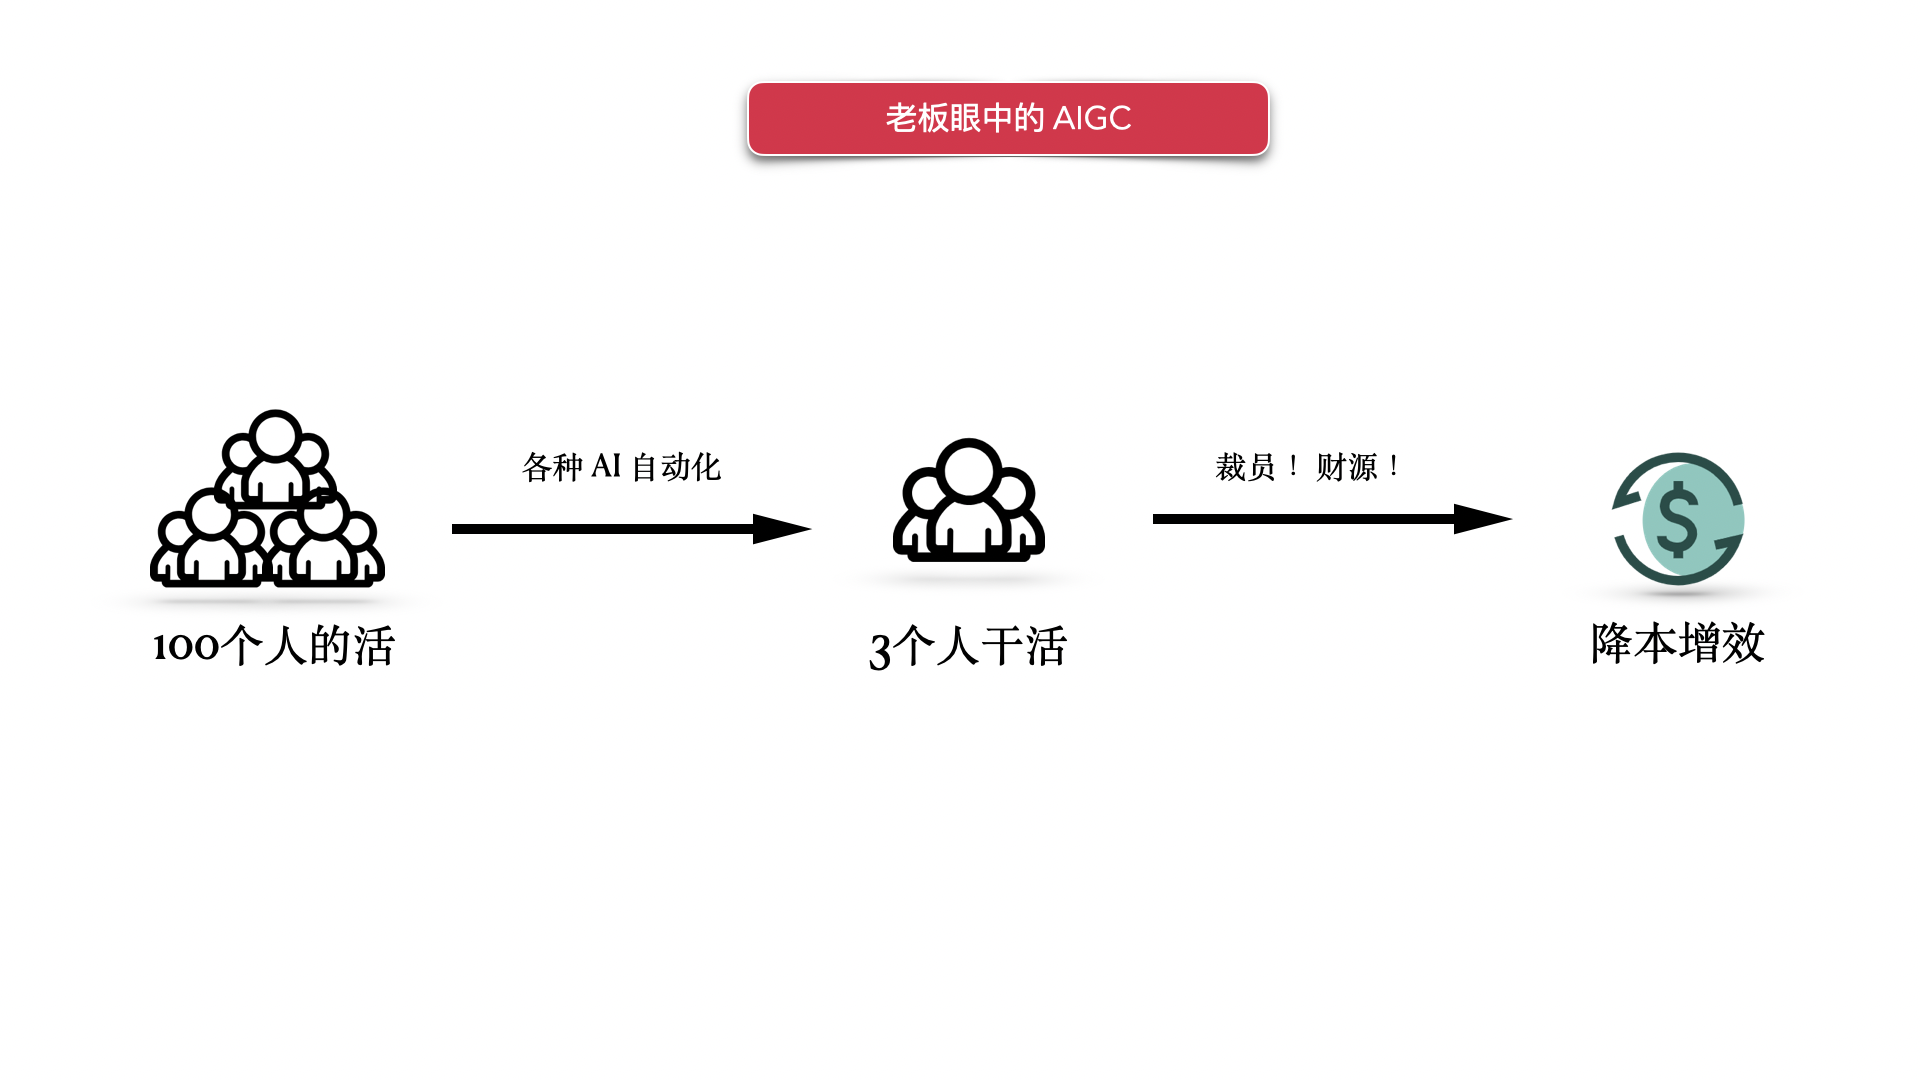 老板眼中的 AIGC
各种 AI 自动化
裁员！ 财源！
100个人的活
3个人干活
降本增效